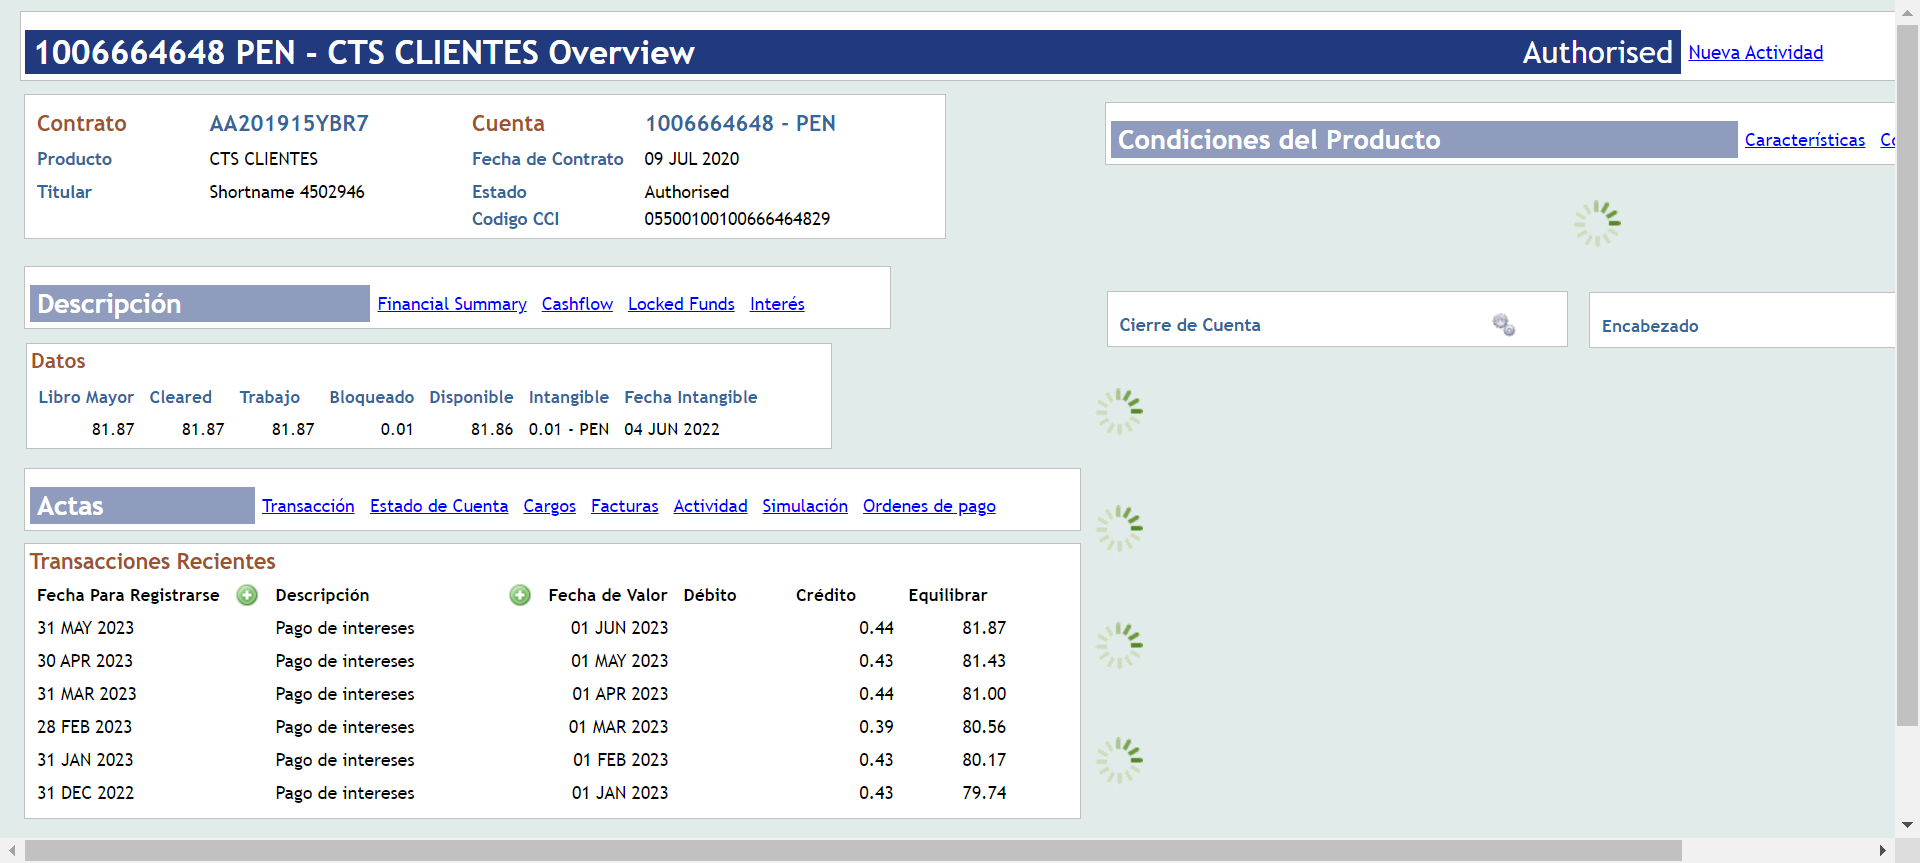 1006664648 PEN - CTS CLIENTES Overview Authorised Nueva Actividad
Contrato AA201915YBR7 Cuenta 1006664648 - PEN
Producto CTS CLIENTES Fecha de Contrato 09 JUL 2020
Titular Shortname 4502946 Estado Authorised
Codigo CCI 05500100100666464829
Condiciones del Producto Características
Cierre de Cuenta Encabezado
Descripción Financial Summary Cashflow Locked Funds Interés
Datos
Libro Mayor Cleared Trabajo Bloqueado Disponible Intangible Fecha Intangible
81.87 81.87 81.87 0.01 81.86 0.01 - PEN 04 JUN 2022
Actas Transacción Estado de Cuenta Cargos Facturas Actividad Simulación Ordenes de pago
Transacciones Recientes
Fecha Para Registrarse Descripción Fecha de Valor Débito Crédito Equilibrar
31 MAY 2023 Pago de intereses 01 JUN 2023 0.44 81.87
30 APR 2023 Pago de intereses 01 MAY 2023 0.43 81.43
31 MAR 2023 Pago de intereses 01 APR 2023 0.44 81.00
28 FEB 2023 Pago de intereses 01 MAR 2023 0.39 80.56
31 JAN 2023 Pago de intereses 01 FEB 2023 0.43 80.17
31 DEC 2022 Pago de intereses 01 JAN 2023 0.43 79.74